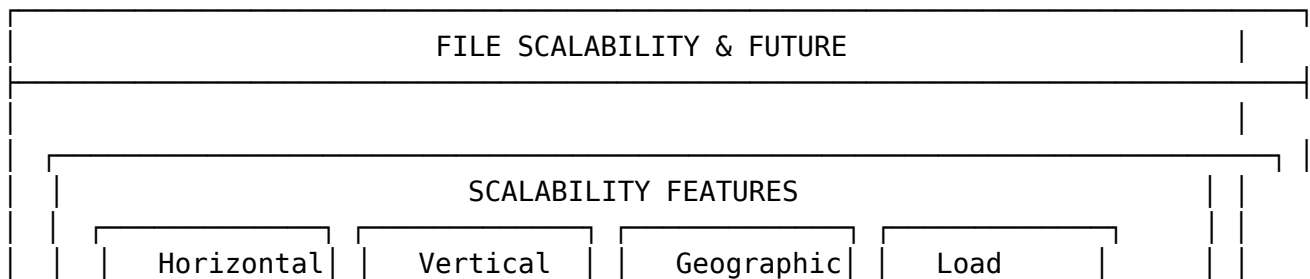 FILE SCALABILITY & FUTURE
SCALABILITY FEATURES
Horizontal Vertical Geographic Load